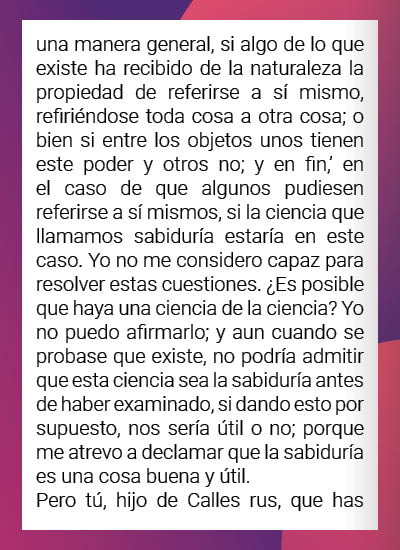 una manera general, si algo de lo que
existe ha recibido de la naturaleza la
propiedad de referirse a sí mismo,
refiriéndose toda cosa a otra cosa; o
bien si entre los objetos unos tienen
este poder y otros no; y en fin,’ en
el caso de que algunos pudiesen
referirse a sí mismos, si la ciencia que
llamamos sabiduría estaría en este
caso. Yo no me considero capaz para
resolver estas cuestiones. ¿Es posible
que haya una ciencia de la ciencia? Yo
no puedo afirmarlo; y aun cuando se
probase que existe, no podría admitir
que esta ciencia sea la sabiduría antes
de haber examinado, si dando esto por
supuesto, nos sería útil o no; porque
me atrevo a declamar que la sabiduría
es una cosa buena y útil.
Pero tú, hijo de Calles rus, que has